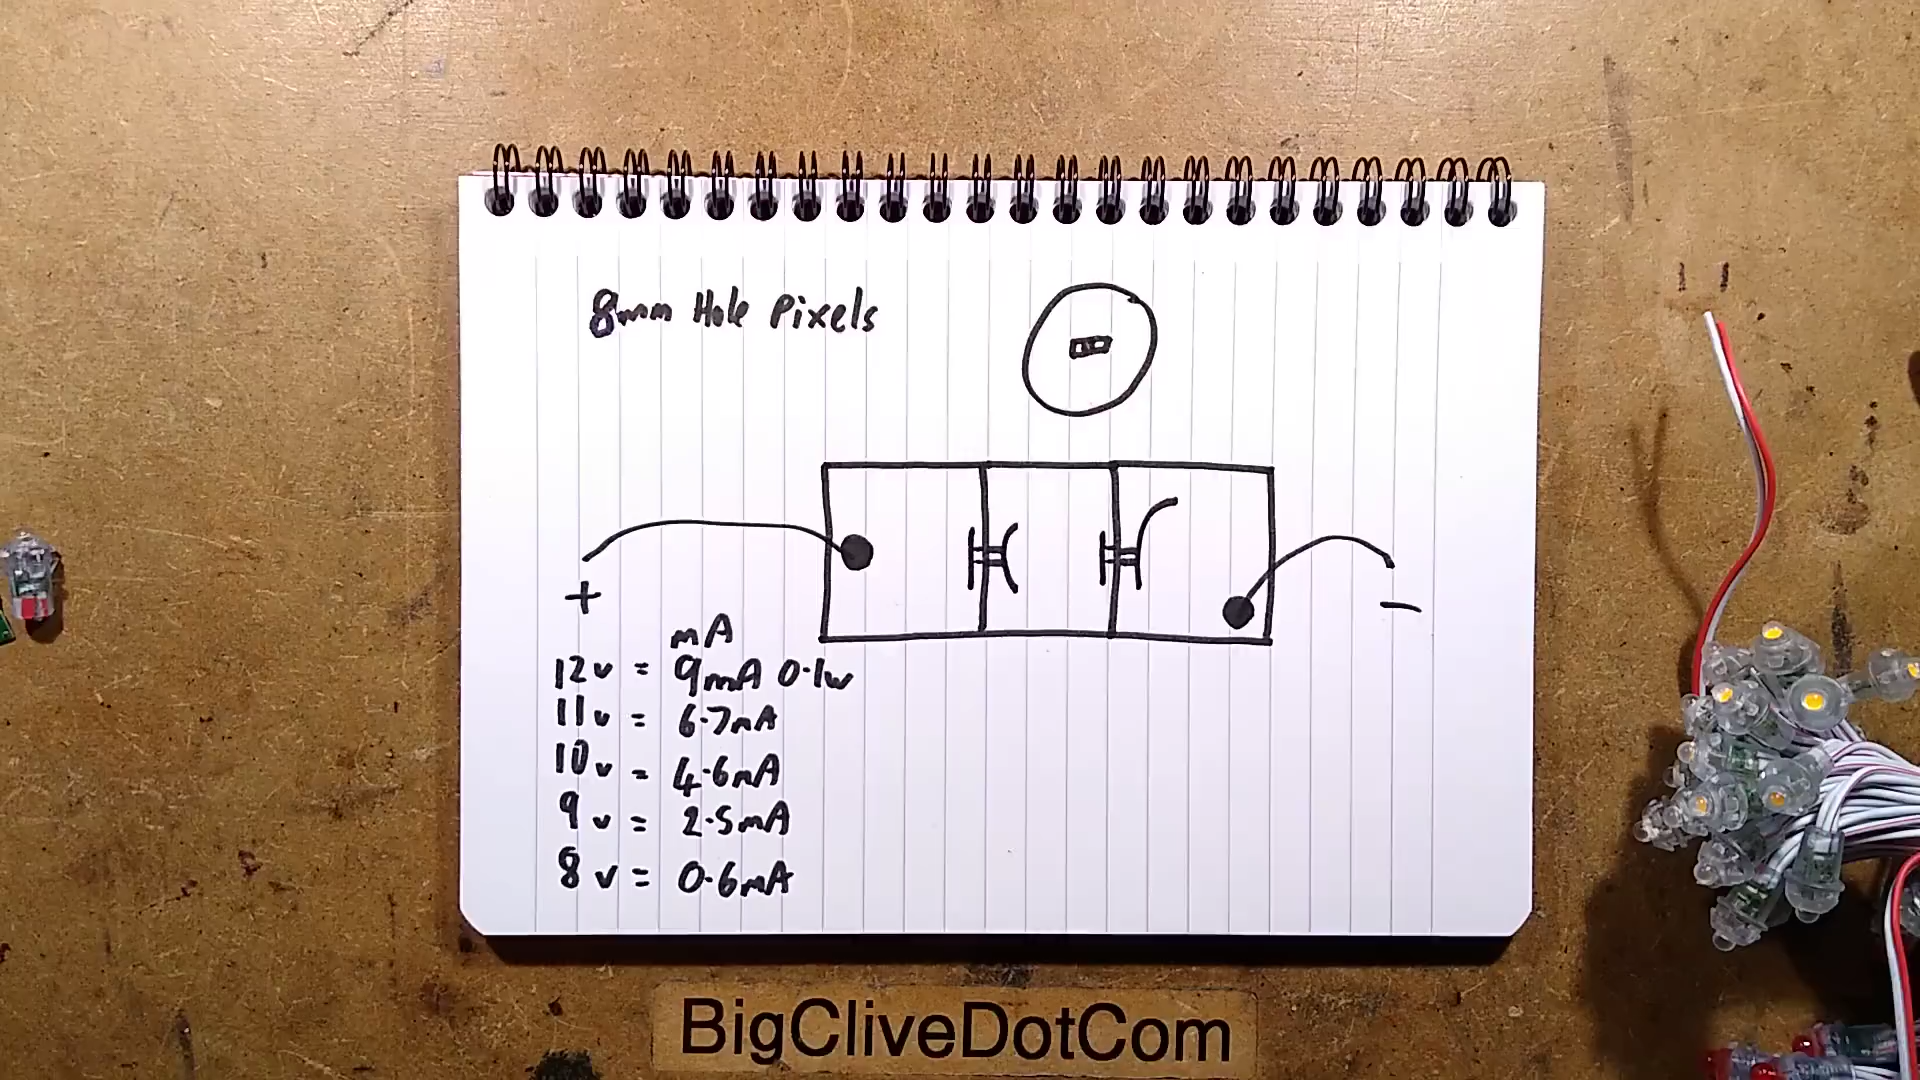 8mm Hole Pixels
+
-
mA
12v = 9mA 0.1w
11v = 6.7mA
10v = 4.6mA
9v = 2.5mA
8v = 0.6mA
BigCliveDotCom